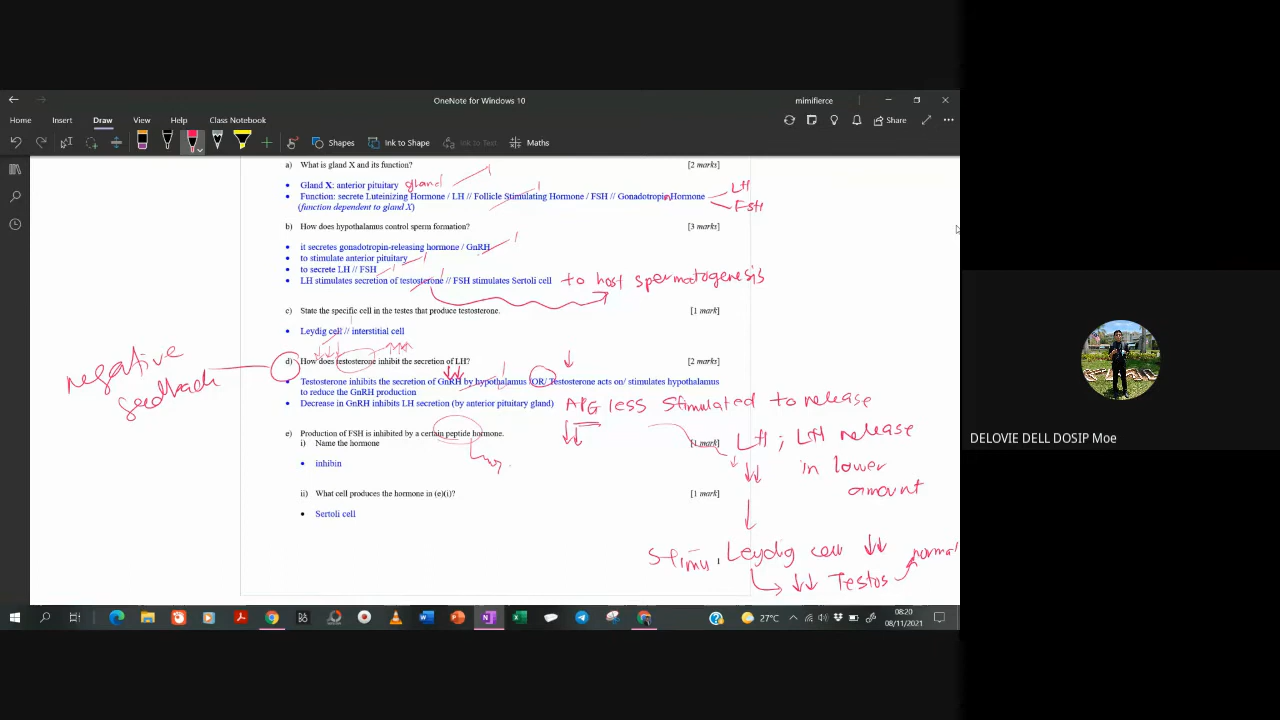 OneNote for Windows 10
mimifierce
Home Insert Draw View Help Class Notebook
Share
Shapes Ink to Shape Ink to Text Maths
a) What is gland X and its function? [2 marks]
Gland X: anterior pituitary gland
Function: secrete Luteinizing Hormone / LH // Follicle Stimulating Hormone / FSH // Gonadotropin Hormone
LH
FSH
(function dependent to gland X)
b) How does hypothalamus control sperm formation? [3 marks]
it secretes gonadotropin-releasing hormone / GnRH
to stimulate anterior pituitary
to secrete LH // FSH
LH stimulates secretion of testosterone // FSH stimulates Sertoli cell to host spermatogenesis
c) State the specific cell in the testes that produce testosterone. [1 mark]
Leydig cell // interstitial cell
negative
feedback
d) How does testosterone inhibit the secretion of LH? [2 marks]
Testosterone inhibits the secretion of GnRH by hypothalamus OR/ Testosterone acts on/ stimulates hypothalamus
to reduce the GnRH production
Decrease in GnRH inhibits LH secretion (by anterior pituitary gland) APG less stimulated to release
LH ; LH release
in lower
amount
e) Production of FSH is inhibited by a certain peptide hormone.
i) Name the hormone [1 mark]
inhibin
ii) What cell produces the hormone in (e)(i)? [1 mark]
Sertoli cell
Stimu Leydig cell
Testos
normal
DELOVIE DELL DOSIP Moe
27°C
08:20
08/11/2021